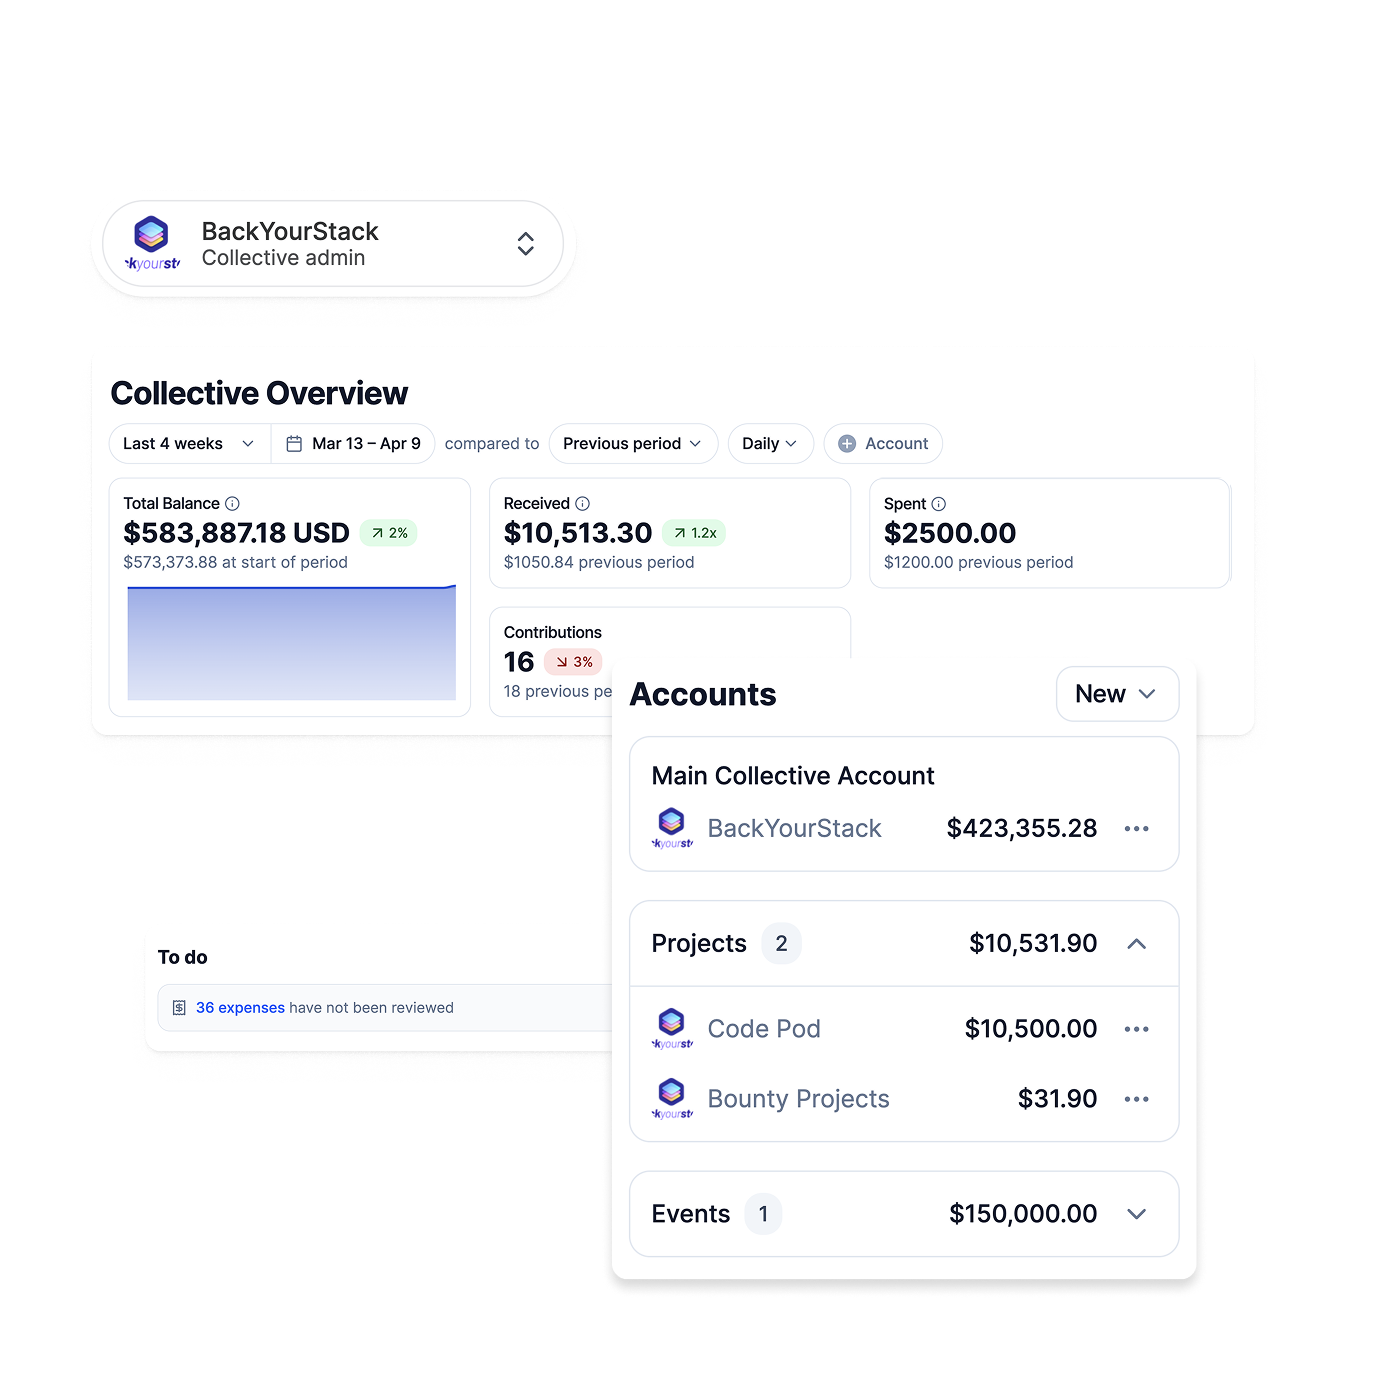 BackYourStack
Collective admin
kyourst
Collective Overview
Last 4 weeks
Mar 13 – Apr 9
compared to
Previous period
Daily
Account
Total Balance
$583,887.18 USD
2%
$573,373.88 at start of period
Received
$10,513.30
1.2x
$1050.84 previous period
Spent
$2500.00
$1200.00 previous period
Contributions
16
3%
18 previous pe
Accounts
New
Main Collective Account
kyourst
BackYourStack
$423,355.28
Projects
2
$10,531.90
kyourst
Code Pod
$10,500.00
kyourst
Bounty Projects
$31.90
Events
1
$150,000.00
To do
36 expenses have not been reviewed